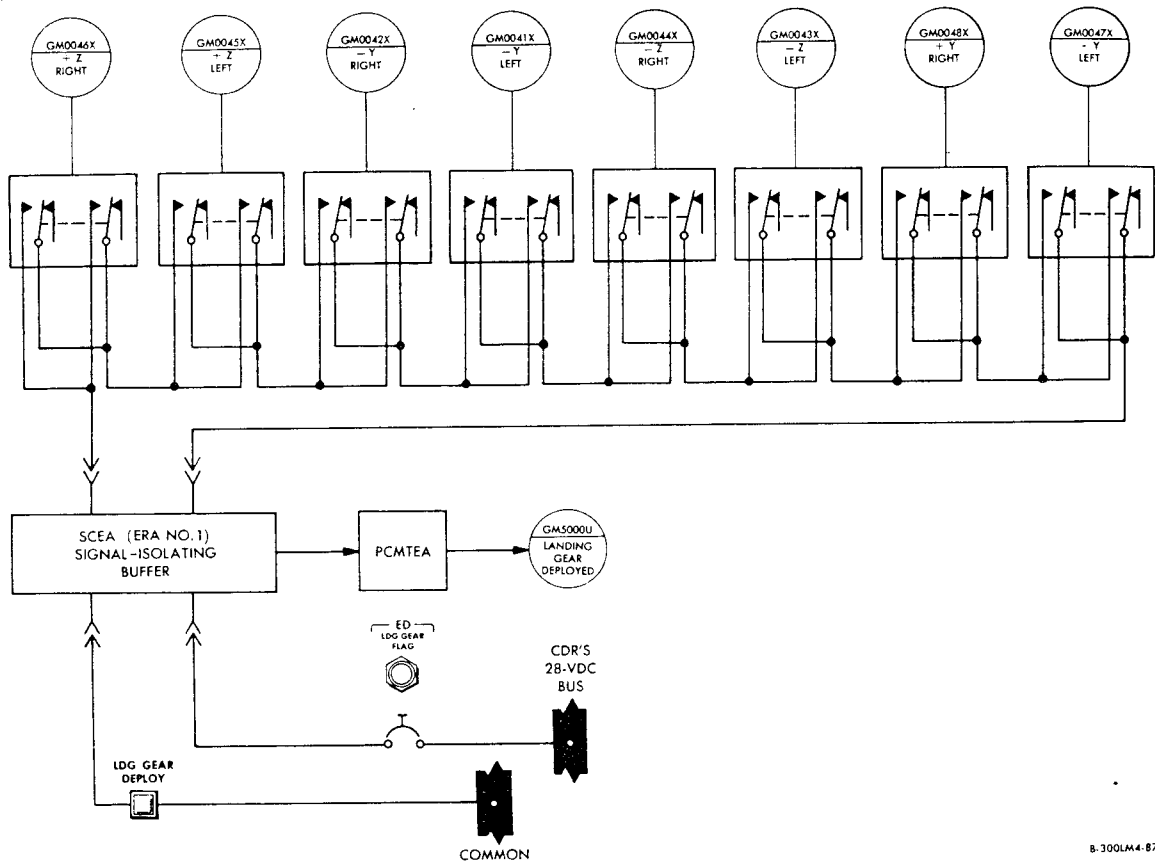 GM0046X
+ Z
RIGHT
GM0045X
+ Z
LEFT
GM0042X
- Y
RIGHT
GM0041X
- Y
LEFT
GM0044X
- Z
RIGHT
GM0043X
- Z
LEFT
GM0048X
+ Y
RIGHT
GM0047X
- Y
LEFT
SCEA (ERA NO.1)
SIGNAL-ISOLATING
BUFFER
PCMTEA
GM5000U
LANDING
GEAR
DEPLOYED
ED
LDG GEAR
FLAG
CDR'S
28-VDC
BUS
LDG GEAR
DEPLOY
COMMON
B-300LM4-87